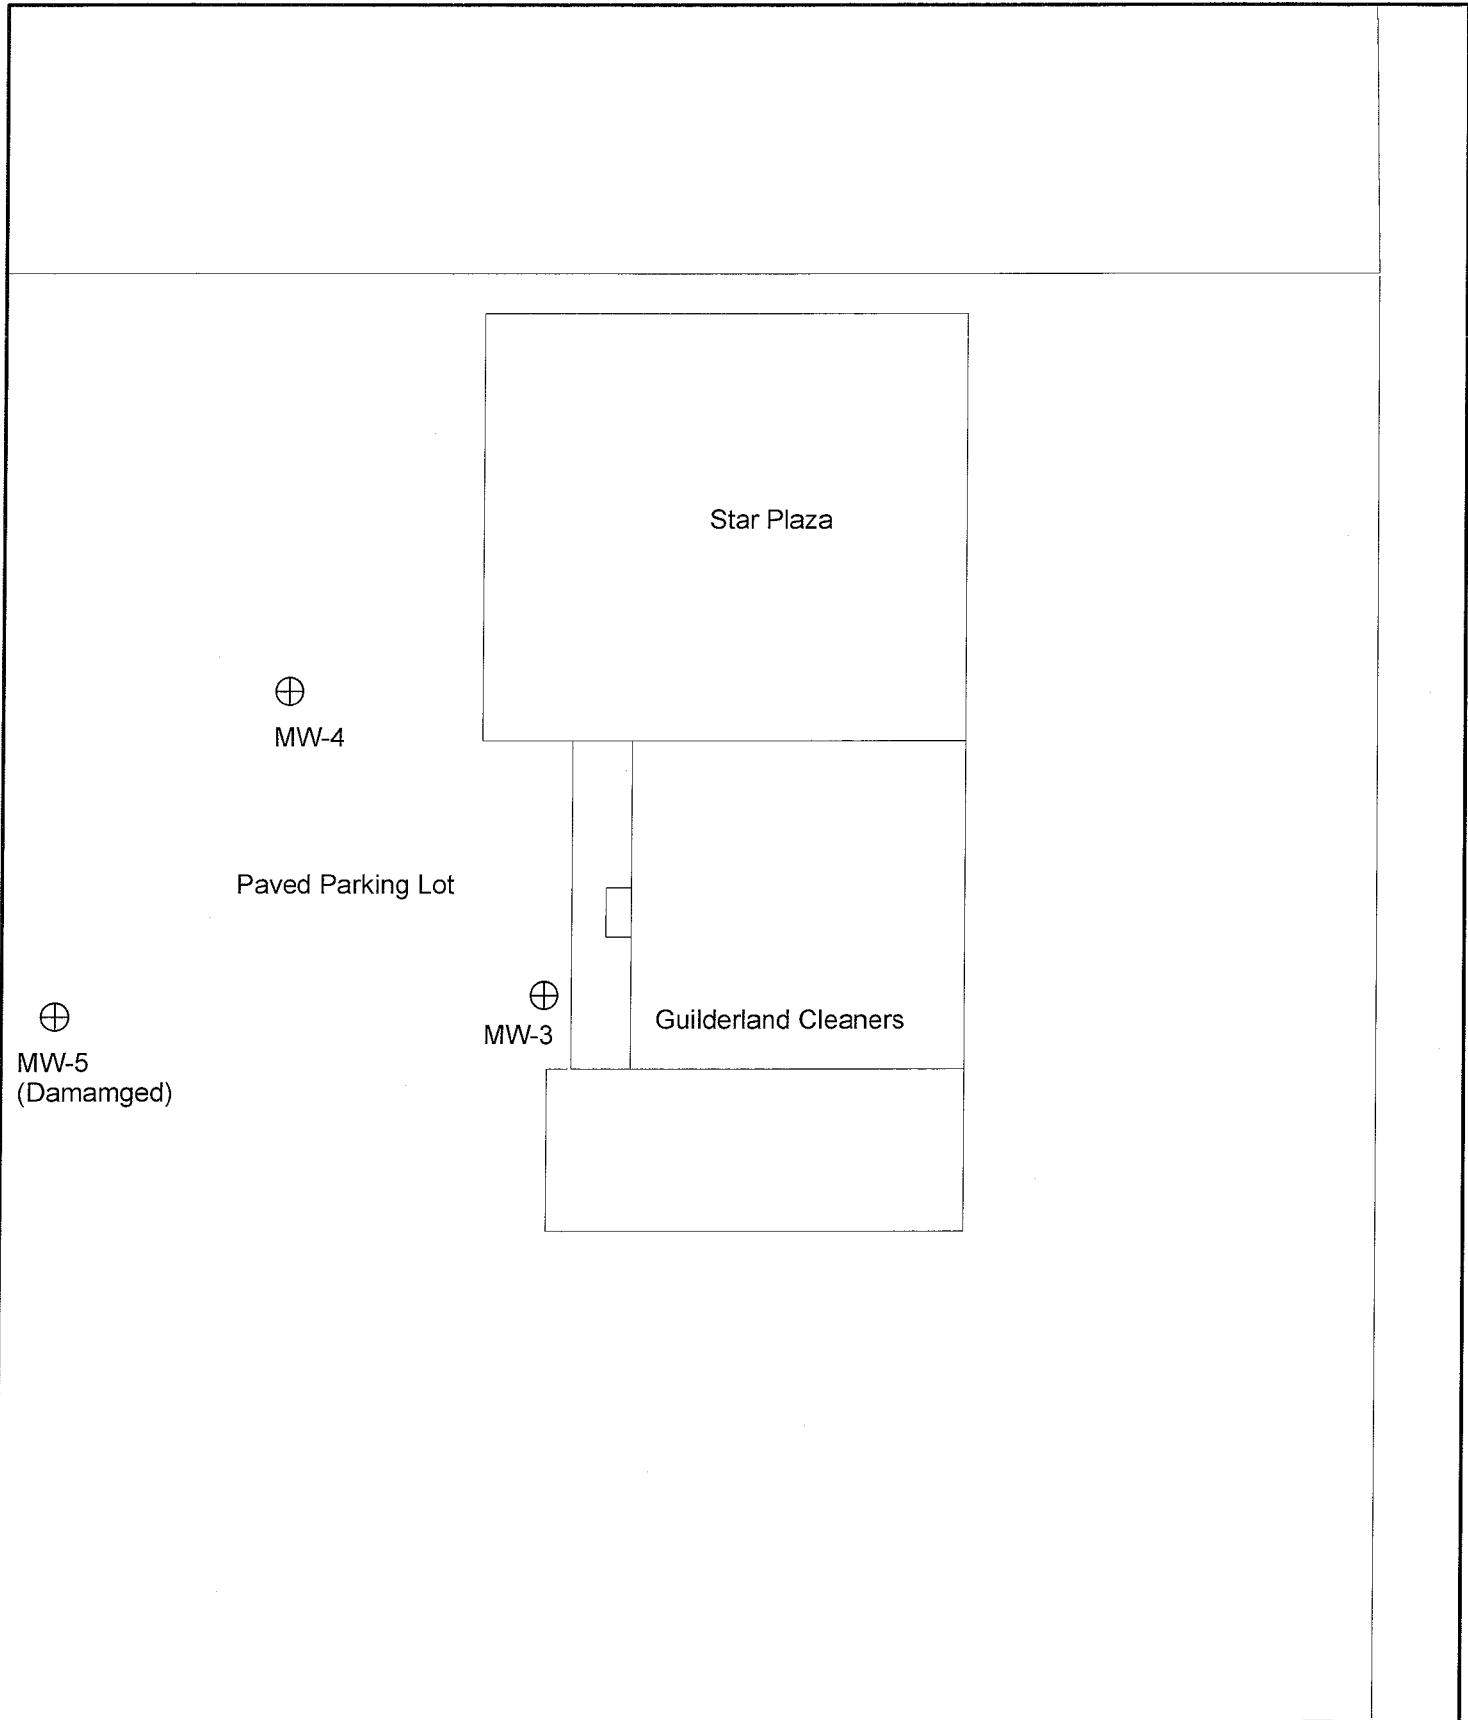 Star Plaza
MW-4
Paved Parking Lot
MW-3
Guilderland Cleaners
MW-5
(Damamged)